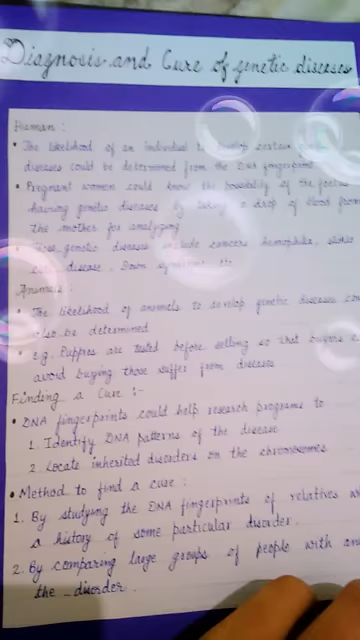 Diagnosis and Cure of genetic diseases
Human :
• The likelihood of an individual to develop certain
diseases could be determined from the DNA fingerprint
• Pregnant women could know the possibility of the foetus
having genetic diseases by taking a drop of blood from
the mother for analyzing
• genetic diseases include cancers, hemophilia,
disease, Down
Animals :
• The likelihood of animals to develop genetic diseases
also be determined
• e.g. Puppies are tested before selling so that buyers
avoid buying those suffer from diseases
Finding a Cure :-
• DNA fingerprints could help research programs to
1. Identify DNA patterns of the disease
2. Locate inherited disorders on the chromosomes
• Method to find a cure :
1. By studying the DNA fingerprints of relatives
a history of some particular disorder.
2. By comparing large groups of people with
the disorder.